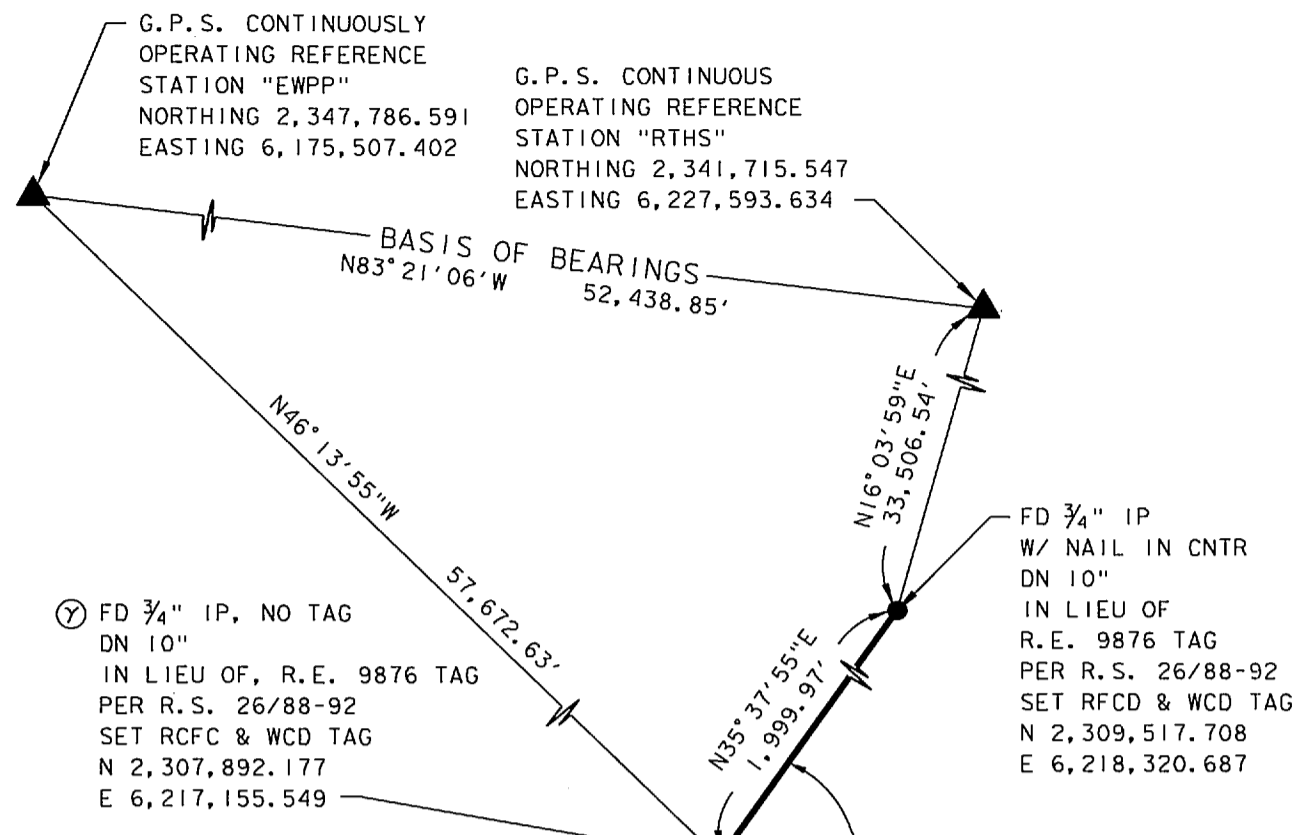 G.P.S. CONTINUOUSLY
OPERATING REFERENCE
STATION "EWPP"
NORTHING 2,347,786.591
EASTING 6,175,507.402
G.P.S. CONTINUOUS
OPERATING REFERENCE
STATION "RTHS"
NORTHING 2,341,715.547
EASTING 6,227,593.634
BASIS OF BEARINGS
N83°21'06'W 52,438.85'
N46°13'55"W
57,672.63'
N16°03'59"E
33,506.54'
N35°37'55"E
1,999.97'
FD 3/4" IP
W/ NAIL IN CNTR
DN 10"
IN LIEU OF
R.E. 9876 TAG
PER R.S. 26/88-92
SET RFCD & WCD TAG
N 2,309,517.708
E 6,218,320.687
Ⓨ FD 3/4" IP, NO TAG
DN 10"
IN LIEU OF, R.E. 9876 TAG
PER R.S. 26/88-92
SET RCFC & WCD TAG
N 2,307,892.177
E 6,217,155.549